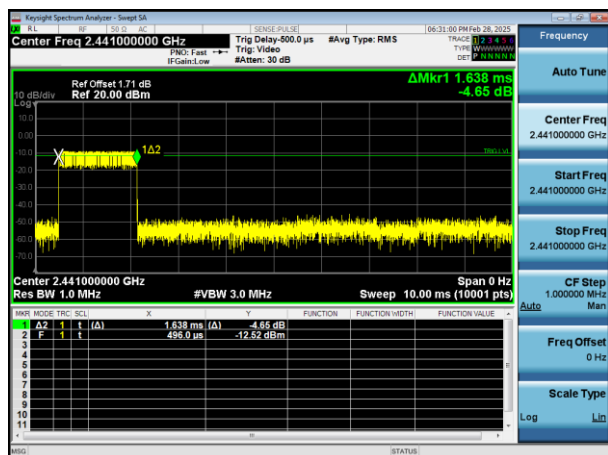 Keysight Spectrum Analyzer - Swept SA
RL RF 50 Ω AC SENSE:PULSE 06:31:00 PM Feb 28, 2025
Center Freq 2.441000000 GHz
PNO: Fast
IFGain:Low
Trig Delay-500.0 µs
Trig: Video
#Atten: 30 dB
#Avg Type: RMS
TRACE 1 2 3 4 5 6
TYPE WWWWWW
DET P NNNNN
Ref Offset 1.71 dB
Ref 20.00 dBm
10 dB/div
Log
ΔMkr1 1.638 ms
-4.65 dB
10.0
0.00
-10.0
-20.0
-30.0
-40.0
-50.0
-60.0
-70.0
1Δ2
TRIG LVL
Center 2.441000000 GHz
Res BW 1.0 MHz
#VBW 3.0 MHz
Span 0 Hz
Sweep 10.00 ms (10001 pts)
MKR MODE TRC SCL X Y FUNCTION FUNCTION WIDTH FUNCTION VALUE
1 Δ2 1 t (Δ) 1.638 ms (Δ) -4.65 dB
2 F 1 t 496.0 µs -12.52 dBm
3
4
5
6
7
8
9
10
11
MSG
STATUS
Frequency
Auto Tune
Center Freq
2.441000000 GHz
Start Freq
2.441000000 GHz
Stop Freq
2.441000000 GHz
CF Step
1.000000 MHz
Auto Man
Freq Offset
0 Hz
Scale Type
Log Lin